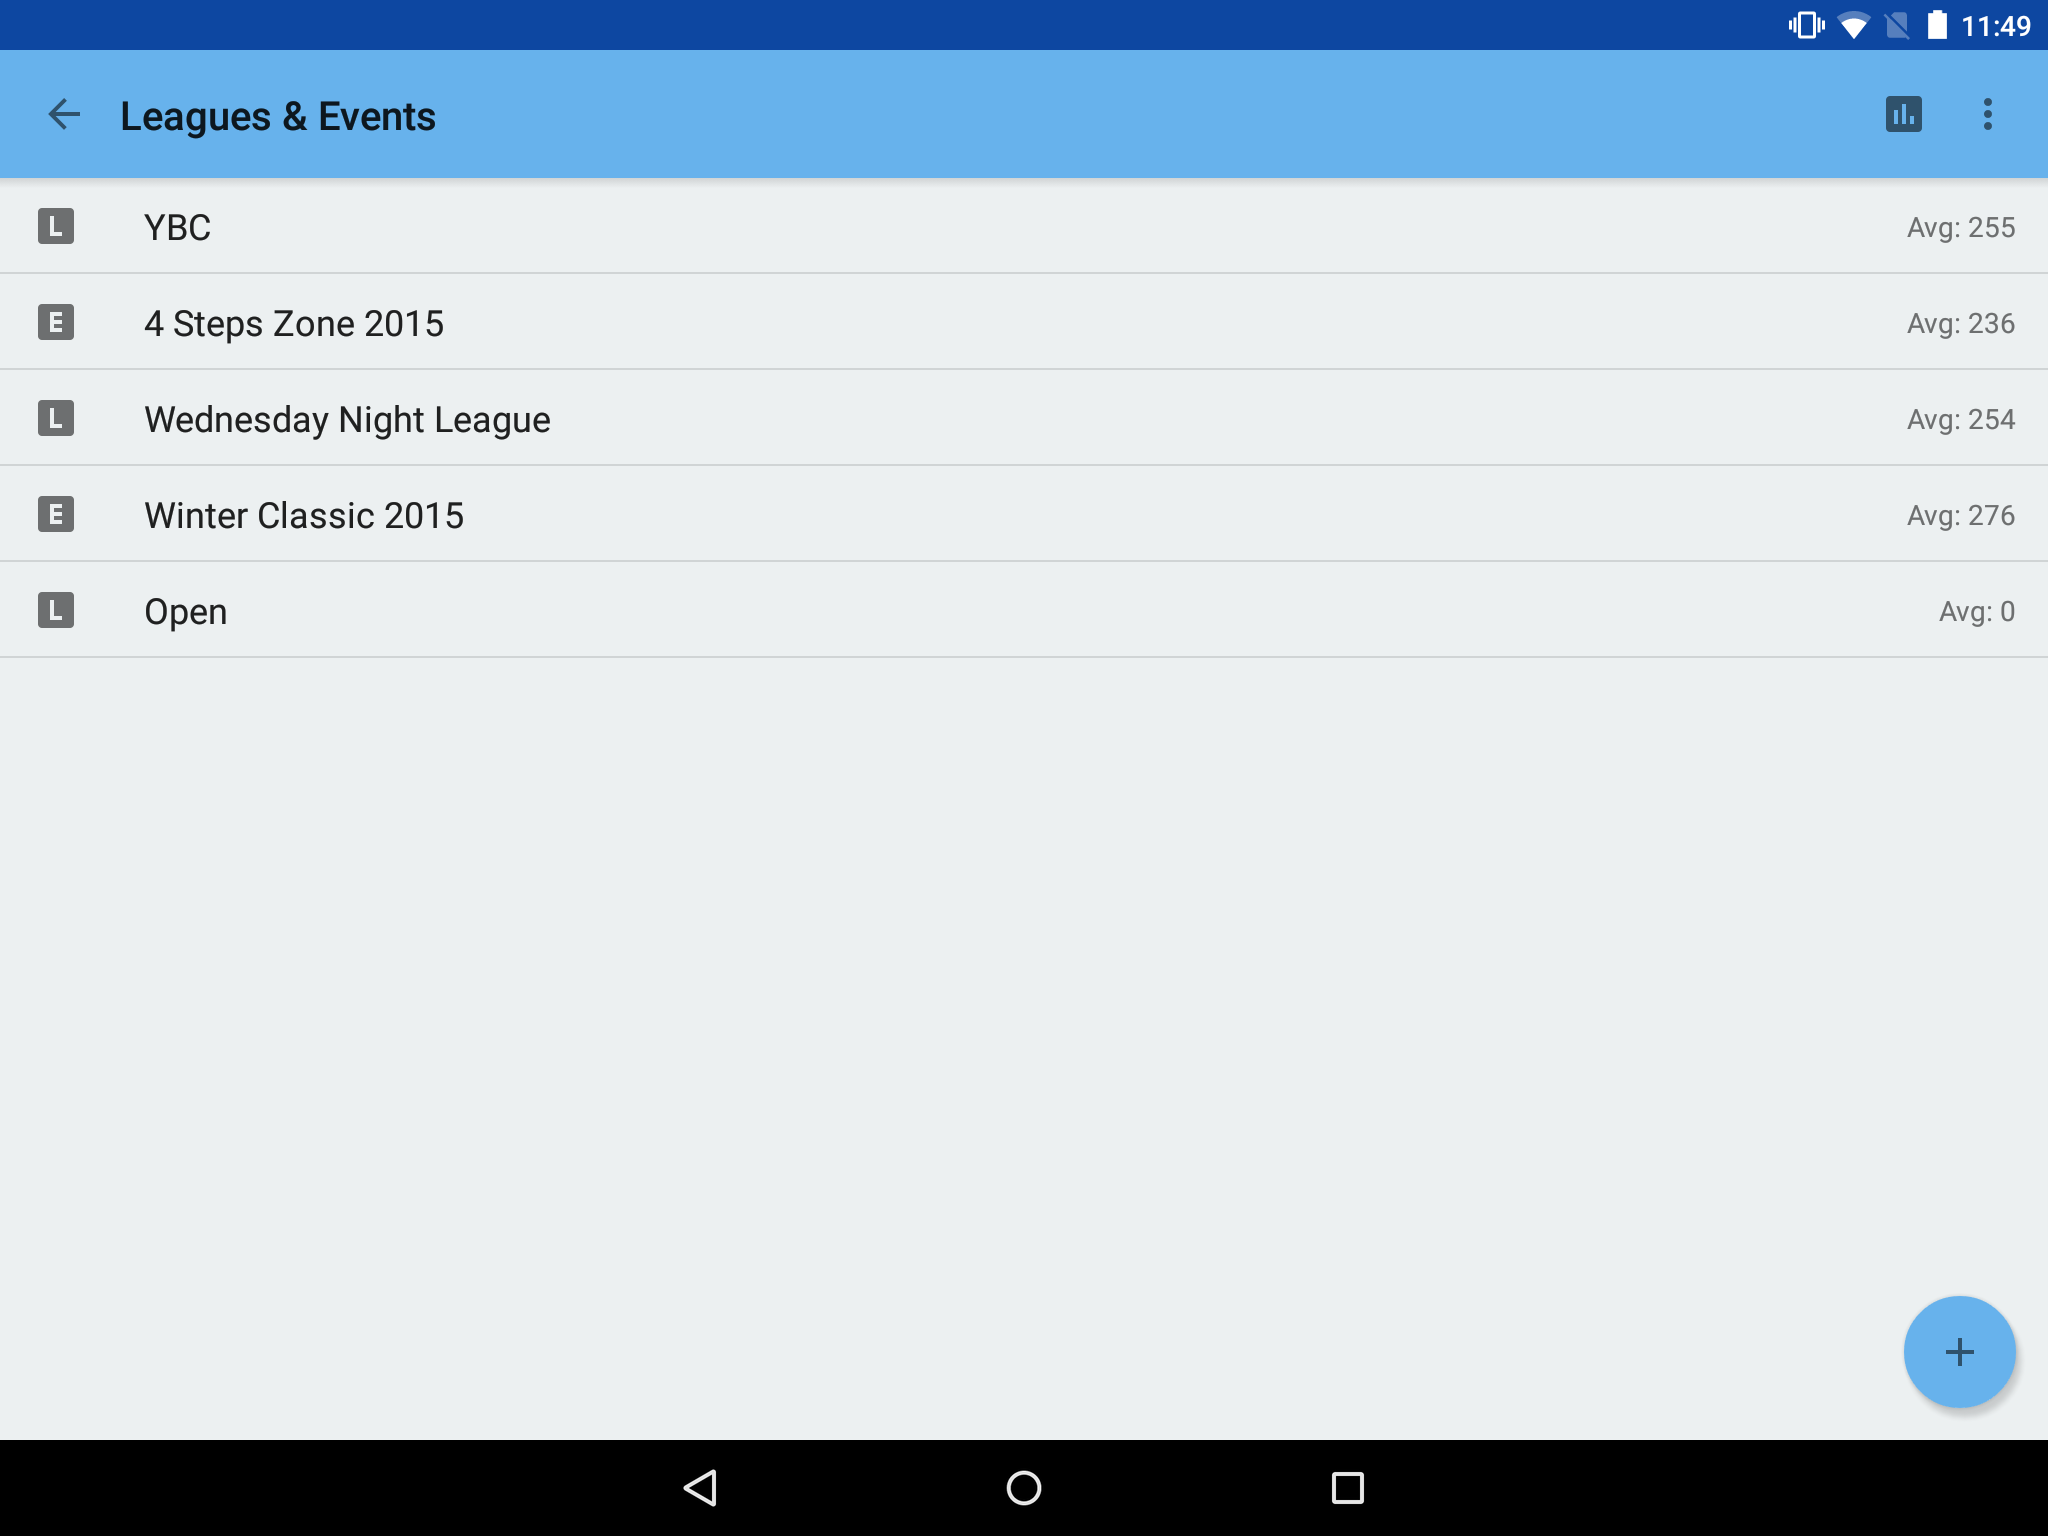 11:49
Leagues & Events
L YBC Avg: 255
E 4 Steps Zone 2015 Avg: 236
L Wednesday Night League Avg: 254
E Winter Classic 2015 Avg: 276
L Open Avg: 0